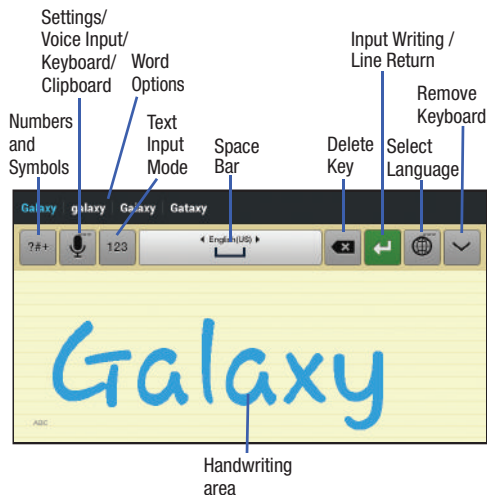 Settings/
Voice Input/
Keyboard/
Clipboard
Word
Options
Input Writing /
Line Return
Remove
Keyboard
Numbers
and
Symbols
Text
Input
Mode
Space
Bar
Delete
Key
Select
Language
Galaxy galaxy Galaxy Gataxy
?#+ 123 English(US)
Galaxy
ABC
Handwriting
area